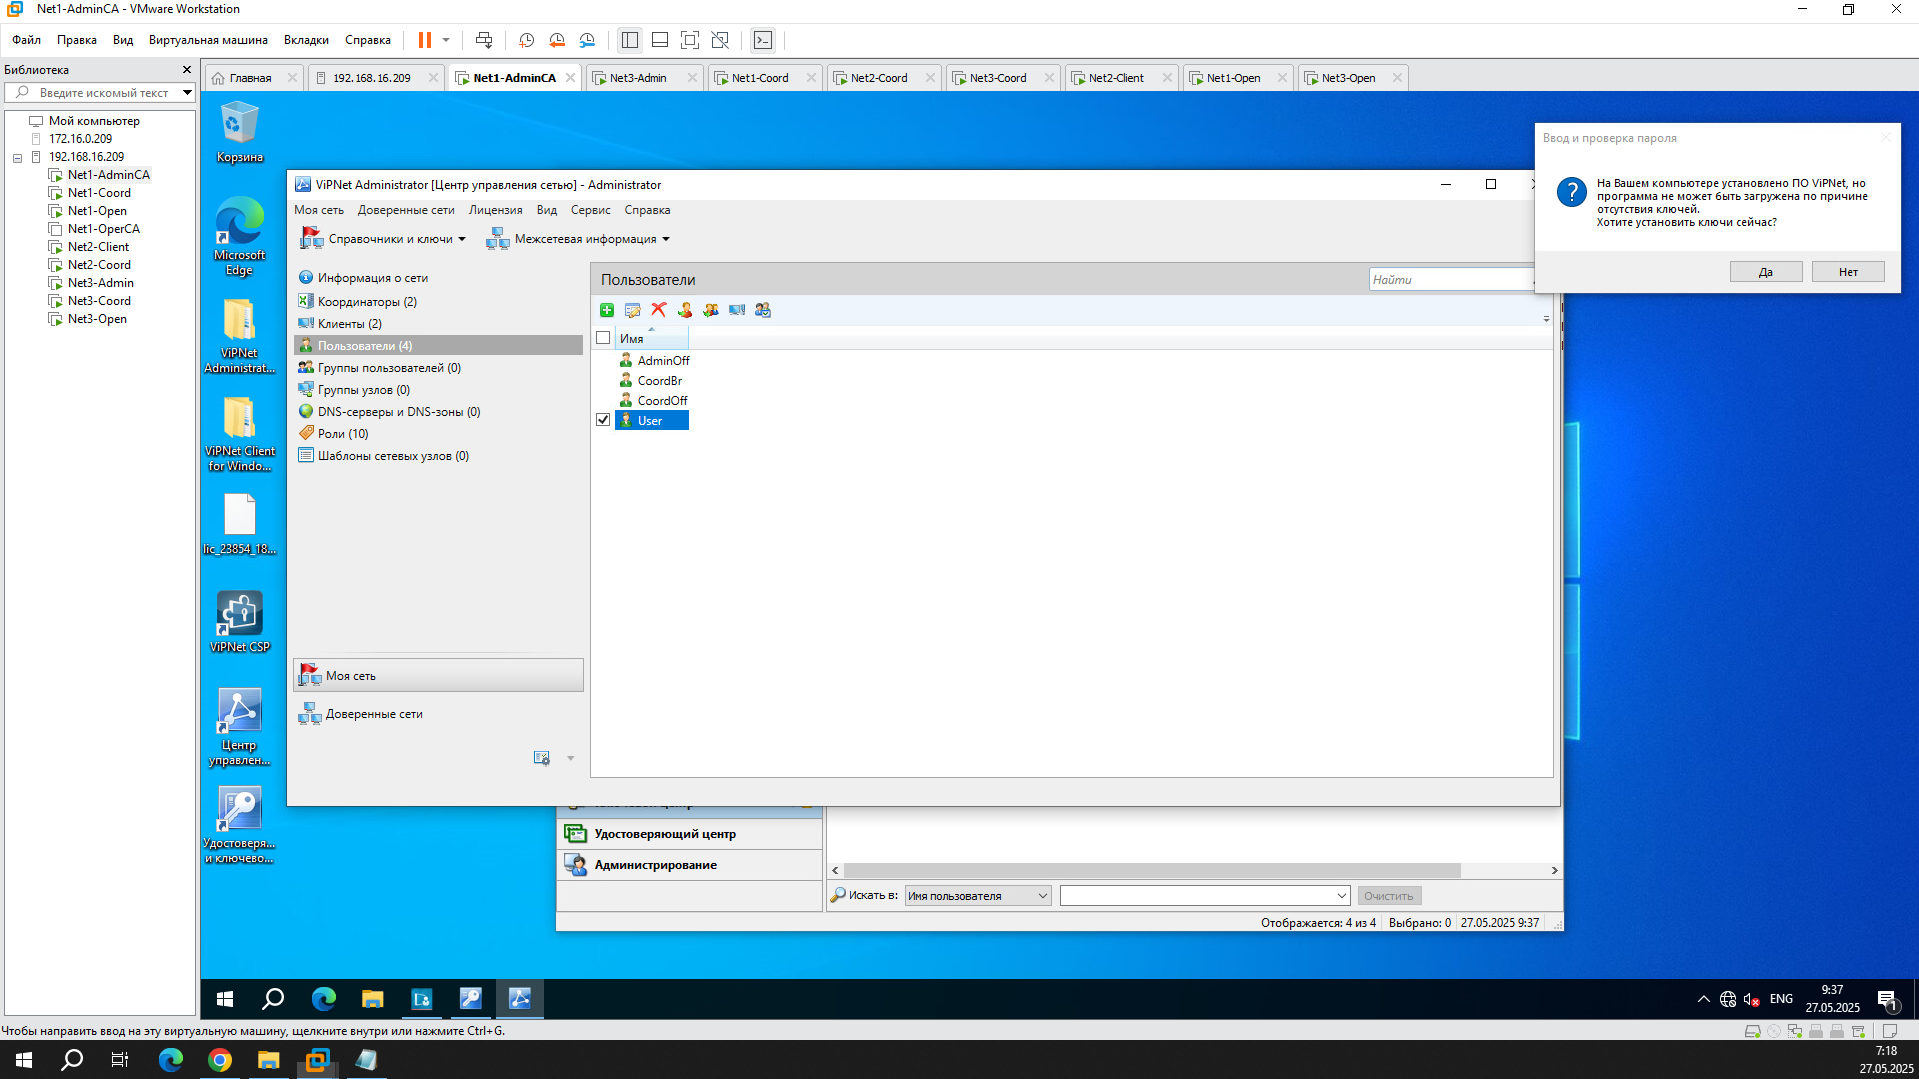 Net1-AdminCA - VMware Workstation
Файл Правка Вид Виртуальная машина Вкладки Справка
Библиотека
Введите искомый текст
Мой компьютер
172.16.0.209
192.168.16.209
Net1-AdminCA
Net1-Coord
Net1-Open
Net1-OperCA
Net2-Client
Net2-Coord
Net3-Admin
Net3-Coord
Net3-Open
Главная 192.168.16.209 Net1-AdminCA Net3-Admin Net1-Coord Net2-Coord Net3-Coord Net2-Client Net1-Open Net3-Open
Корзина
Microsoft
Edge
ViPNet
Administrat...
ViPNet Client
for Windo...
lic_23854_18...
ViPNet CSP
Центр
управлен...
Удостоверя...
и ключево...
ViPNet Administrator [Центр управления сетью] - Administrator
Моя сеть Доверенные сети Лицензия Вид Сервис Справка
Справочники и ключи Межсетевая информация
Информация о сети
Координаторы (2)
Клиенты (2)
Пользователи (4)
Группы пользователей (0)
Группы узлов (0)
DNS-серверы и DNS-зоны (0)
Роли (10)
Шаблоны сетевых узлов (0)
Моя сеть
Доверенные сети
Пользователи
Найти
Имя
AdminOff
CoordBr
CoordOff
User
Ввод и проверка пароля
На Вашем компьютере установлено ПО ViPNet, но
программа не может быть загружена по причине
отсутствия ключей.
Хотите установить ключи сейчас?
Да Нет
Удостоверяющий центр
Администрирование
Искать в: Имя пользователя Очистить
Отображается: 4 из 4 Выбрано: 0 27.05.2025 9:37
ENG
9:37
27.05.2025
1
Чтобы направить ввод на эту виртуальную машину, щелкните внутри или нажмите Ctrl+G.
7:18
27.05.2025